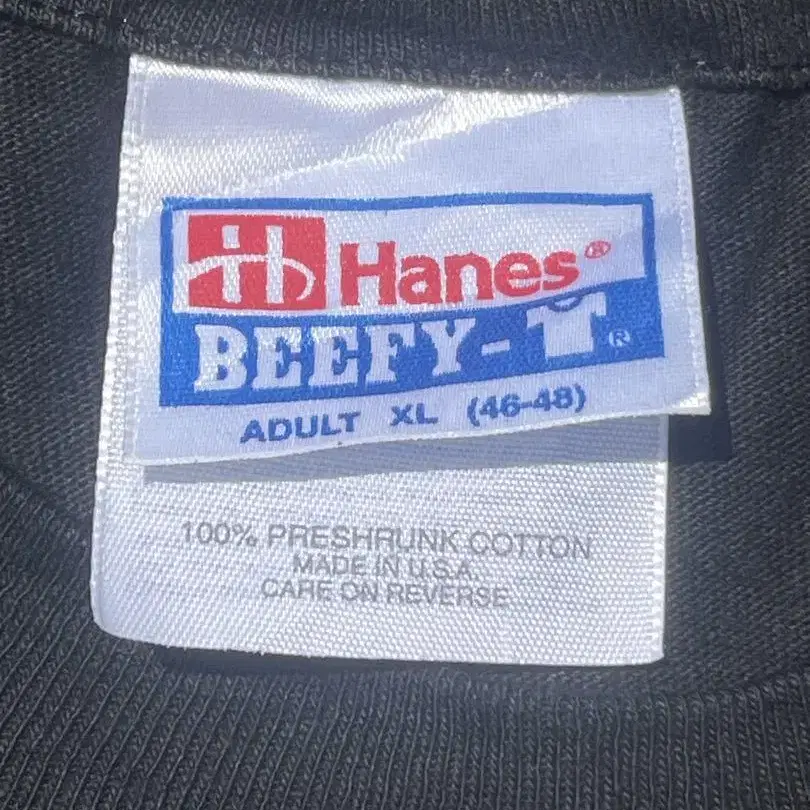 Hanes®
BEEFY-T®
ADULT XL (46-48)
100% PRESHRUNK COTTON
MADE IN U.S.A.
CARE ON REVERSE